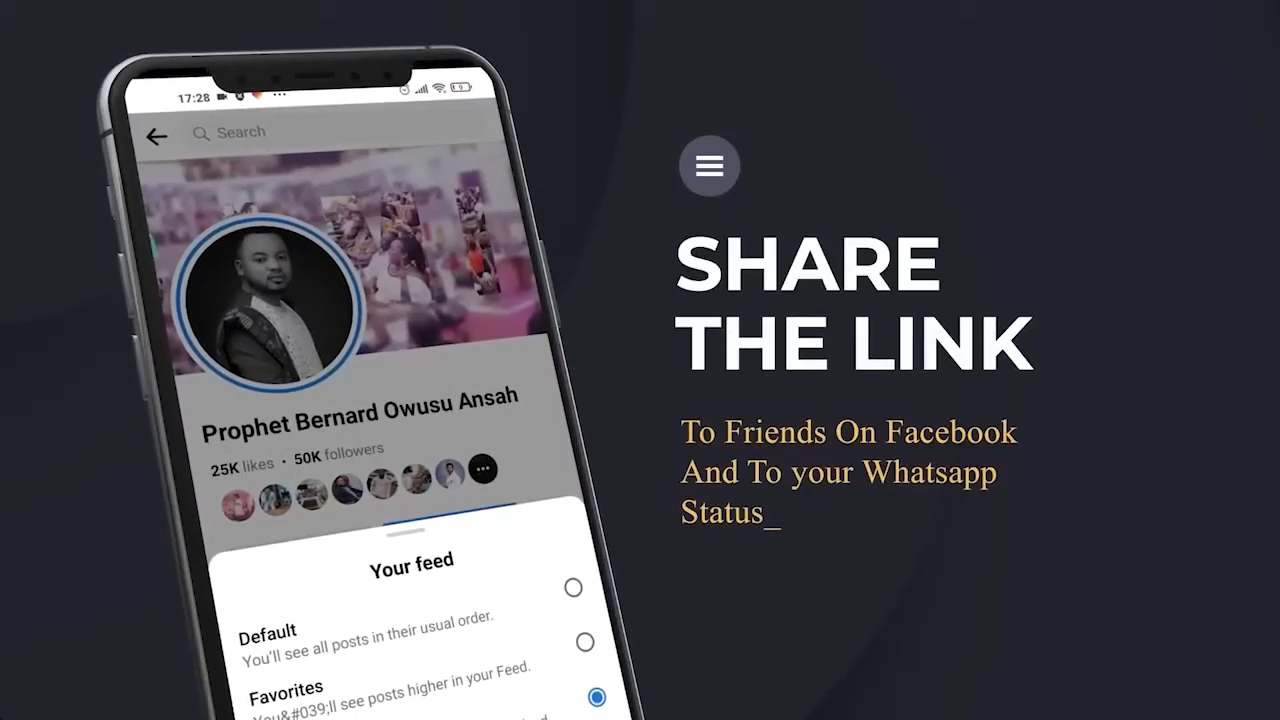 17:28
Search
Prophet Bernard Owusu Ansah
25K likes · 50K followers
Your feed
Default
You'll see all posts in their usual order.
Favorites
You&#039;ll see posts higher in your Feed.
SHARE
THE LINK
To Friends On Facebook
And To your Whatsapp
Status_